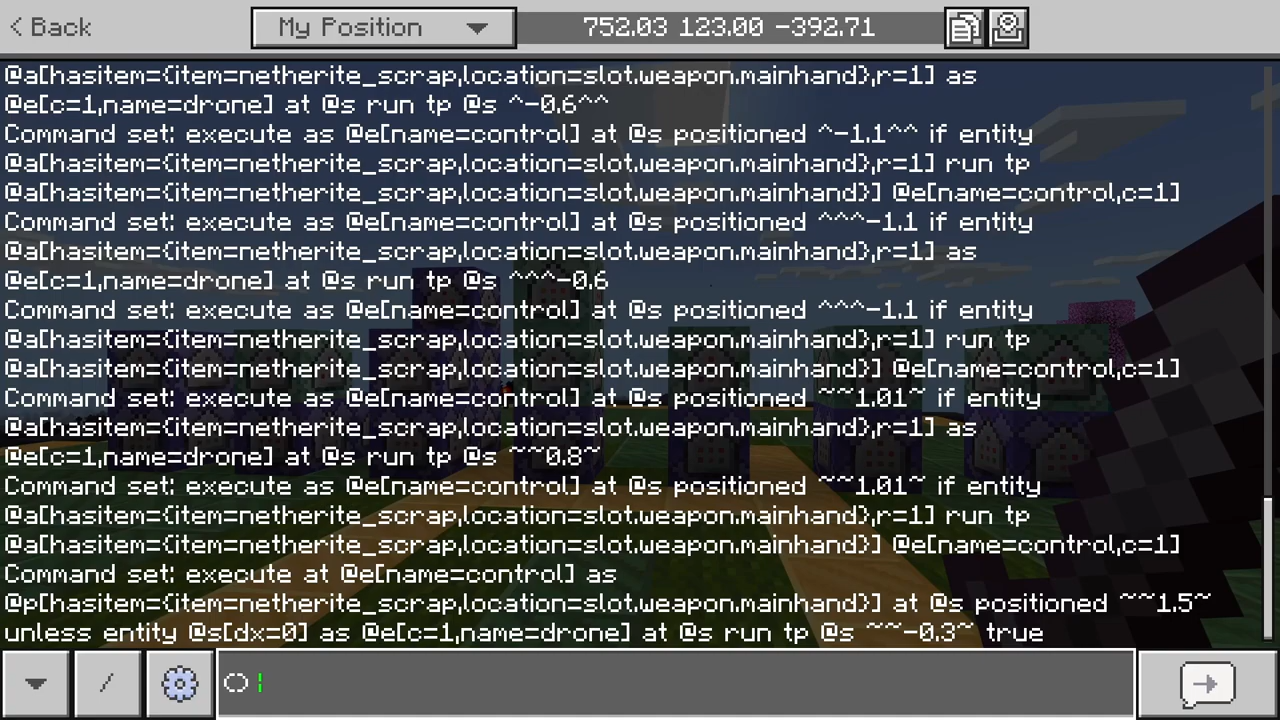 < Back
My Position
752.03 123.00 -392.71
@a[hasitem={item=netherite_scrap,location=slot.weapon.mainhand},r=1] as
@e[c=1,name=drone] at @s run tp @s ^-0.6^^
Command set: execute as @e[name=control] at @s positioned ^-1.1^^ if entity
@a[hasitem={item=netherite_scrap,location=slot.weapon.mainhand},r=1] run tp
@a[hasitem={item=netherite_scrap,location=slot.weapon.mainhand}] @e[name=control,c=1]
Command set: execute as @e[name=control] at @s positioned ^^^-1.1 if entity
@a[hasitem={item=netherite_scrap,location=slot.weapon.mainhand},r=1] as
@e[c=1,name=drone] at @s run tp @s ^^^-0.6
Command set: execute as @e[name=control] at @s positioned ^^^-1.1 if entity
@a[hasitem={item=netherite_scrap,location=slot.weapon.mainhand},r=1] run tp
@a[hasitem={item=netherite_scrap,location=slot.weapon.mainhand}] @e[name=control,c=1]
Command set: execute as @e[name=control] at @s positioned ~~1.01~ if entity
@a[hasitem={item=netherite_scrap,location=slot.weapon.mainhand},r=1] as
@e[c=1,name=drone] at @s run tp @s ~~0.8~
Command set: execute as @e[name=control] at @s positioned ~~1.01~ if entity
@a[hasitem={item=netherite_scrap,location=slot.weapon.mainhand},r=1] run tp
@a[hasitem={item=netherite_scrap,location=slot.weapon.mainhand}] @e[name=control,c=1]
Command set: execute at @e[name=control] as
@p[hasitem={item=netherite_scrap,location=slot.weapon.mainhand}] at @s positioned ~~1.5~
unless entity @s[dx=0] as @e[c=1,name=drone] at @s run tp @s ~~-0.3~ true
/
() |